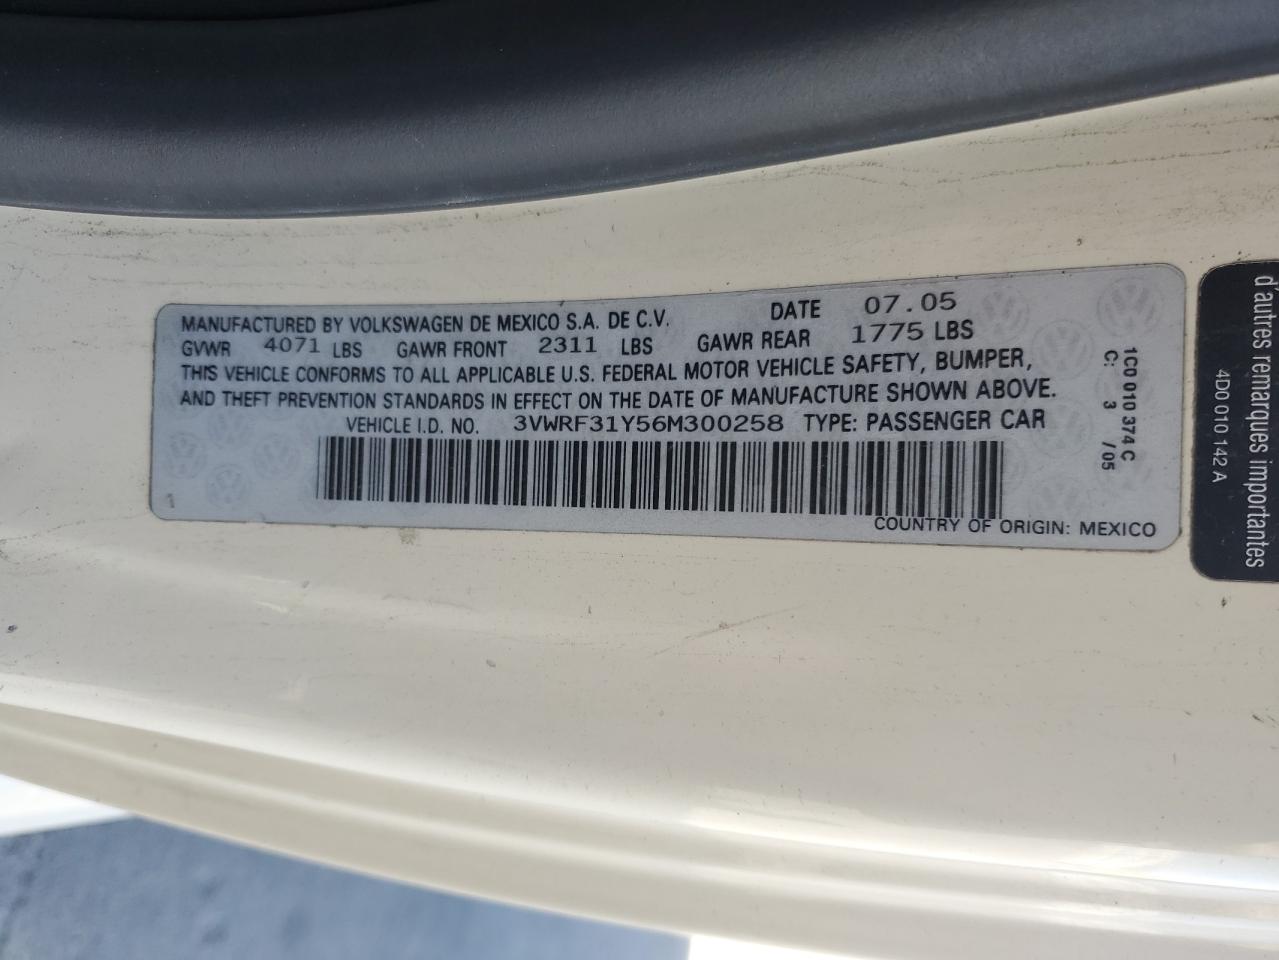 MANUFACTURED BY VOLKSWAGEN DE MEXICO S.A. DE C.V. DATE 07.05
GVWR 4071 LBS GAWR FRONT 2311 LBS GAWR REAR 1775 LBS
THIS VEHICLE CONFORMS TO ALL APPLICABLE U.S. FEDERAL MOTOR VEHICLE SAFETY, BUMPER,
AND THEFT PREVENTION STANDARDS IN EFFECT ON THE DATE OF MANUFACTURE SHOWN ABOVE.
VEHICLE I.D. NO. 3VWRF31Y56M300258 TYPE: PASSENGER CAR
1
COUNTRY OF ORIGIN: MEXICO
1C0 010 374 C
C: 3 /05
d'autres remarques importantes
4D0 010 142 A